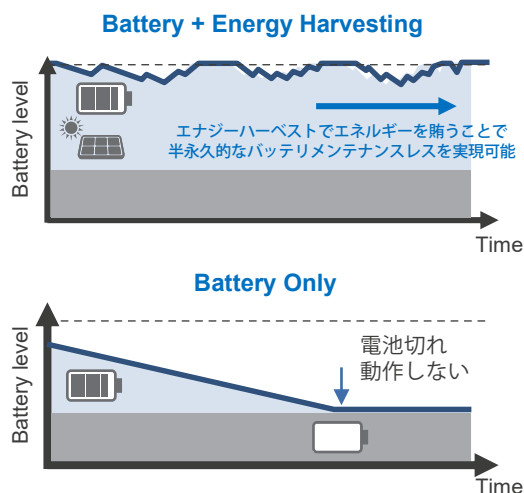 Battery + Energy Harvesting
Battery level
エナジーハーベストでエネルギーを賄うことで
半永久的なバッテリメンテナンスレスを実現可能
Time
Battery Only
Battery level
電池切れ
動作しない
Time